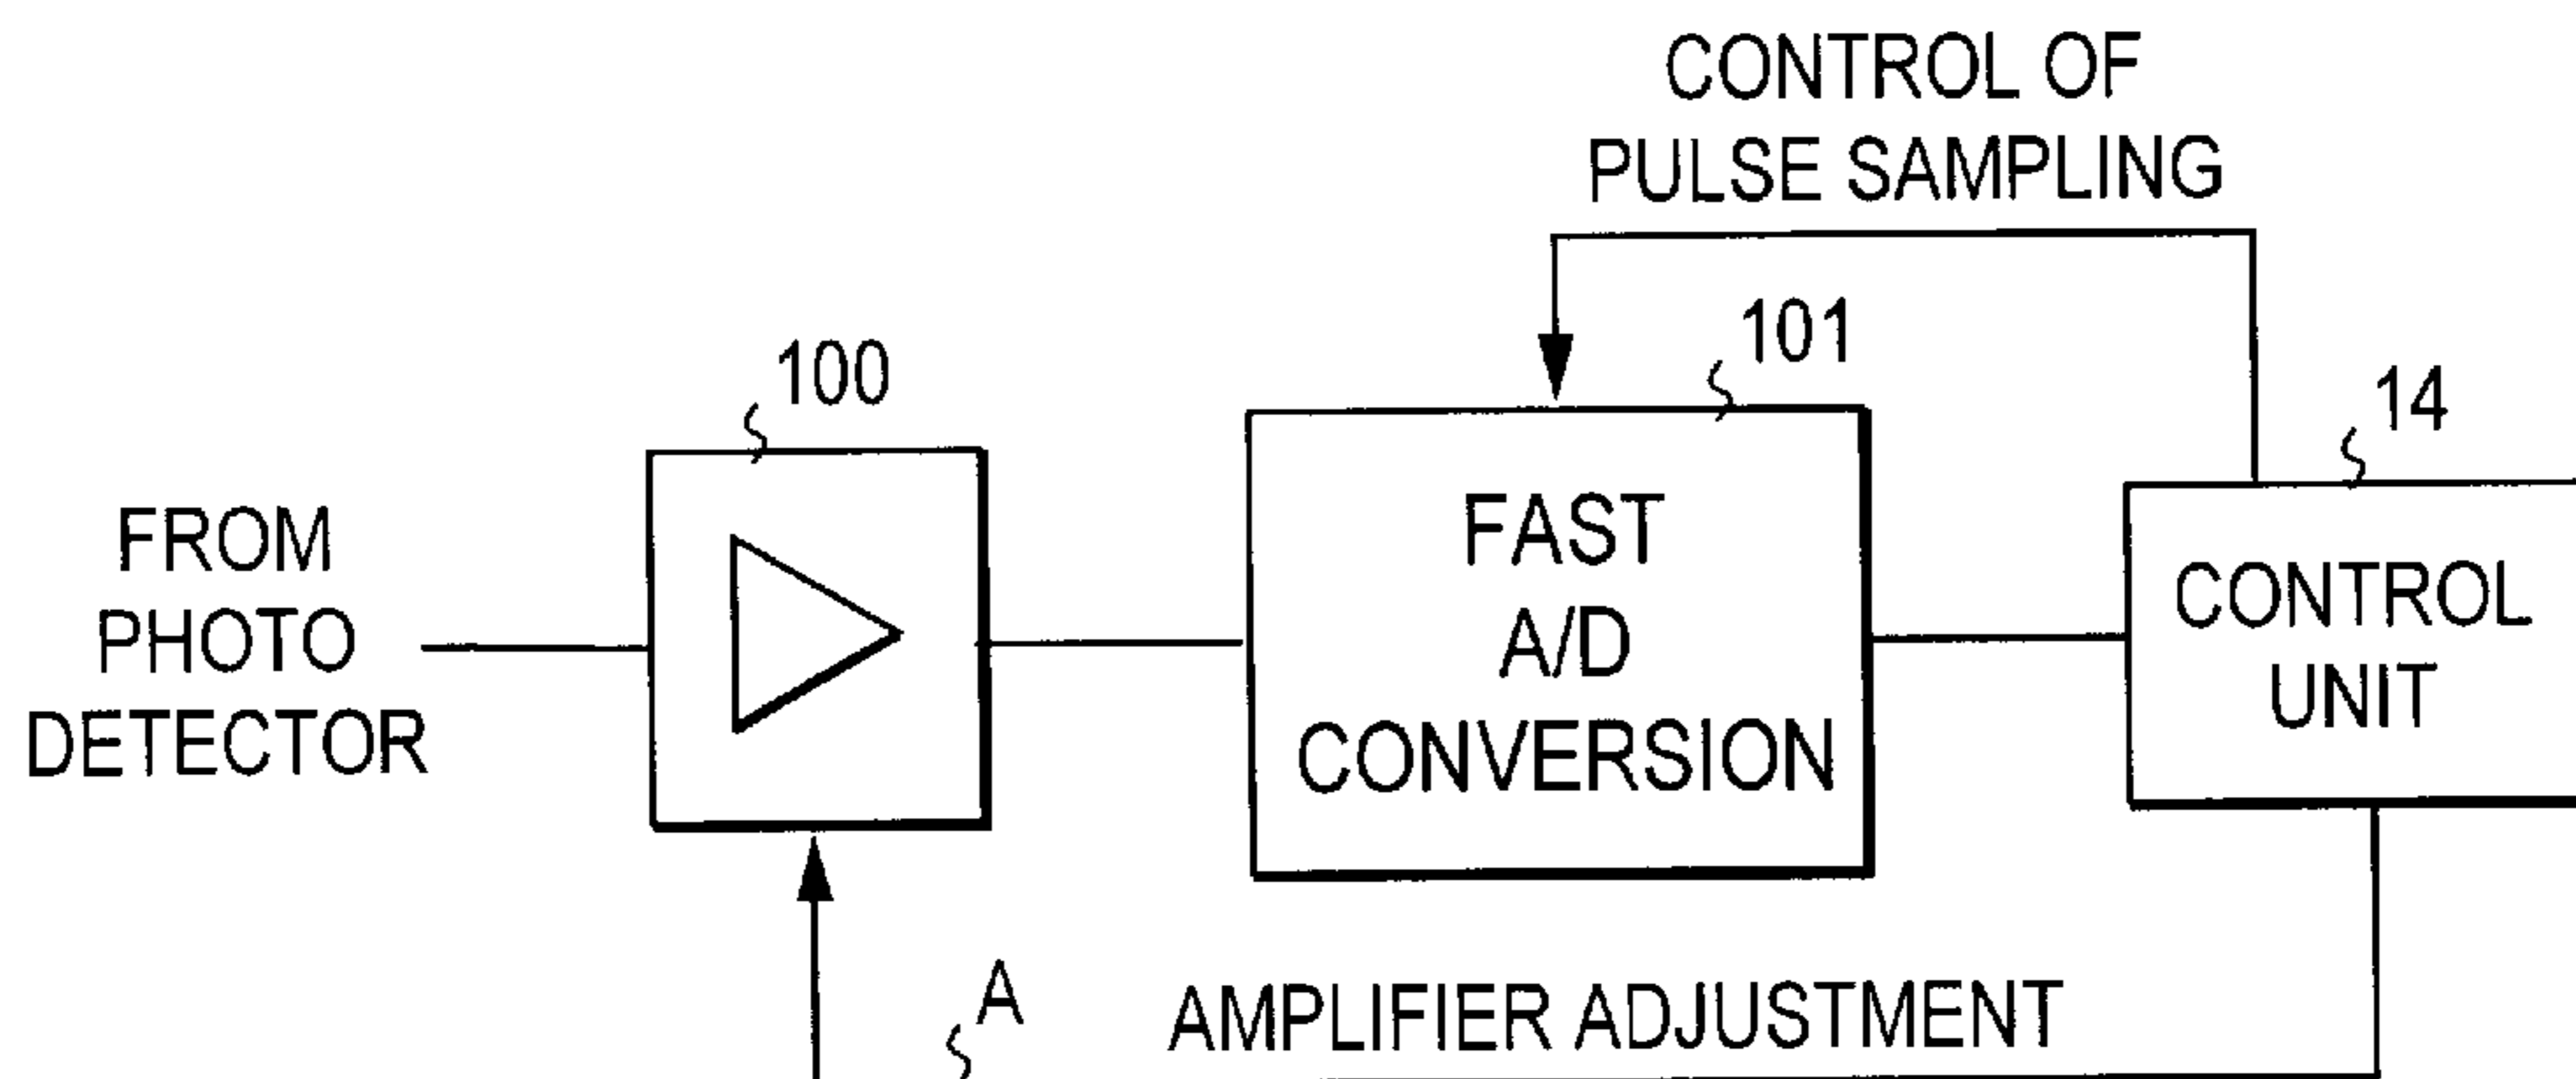 CONTROL OF
PULSE SAMPLING
100
101
14
FROM
PHOTO
DETECTOR
FAST
A/D
CONVERSION
CONTROL
UNIT
A
AMPLIFIER ADJUSTMENT